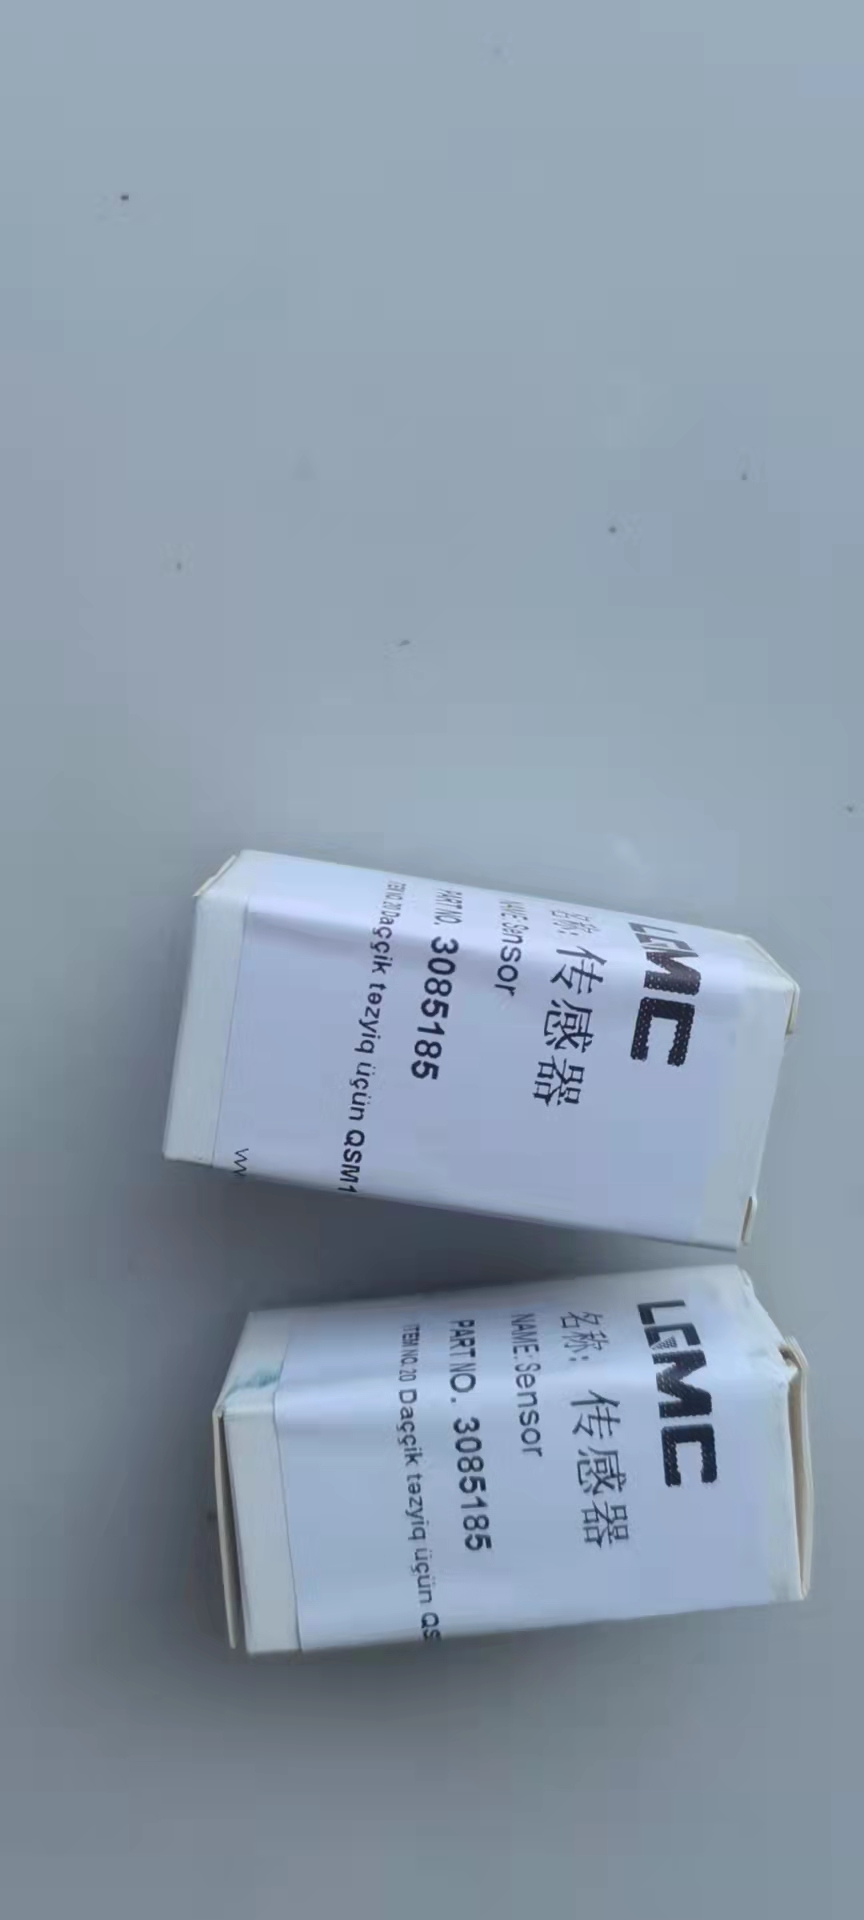 LGMC
名称: 传感器
NAME:Sensor
PART NO. 3085185
ITEM NO.20 Daççik təzyiq üçün QSM1
LGMC
名称: 传感器
NAME:Sensor
PART NO. 3085185
ITEM NO.20 Daççik təzyiq üçün QS